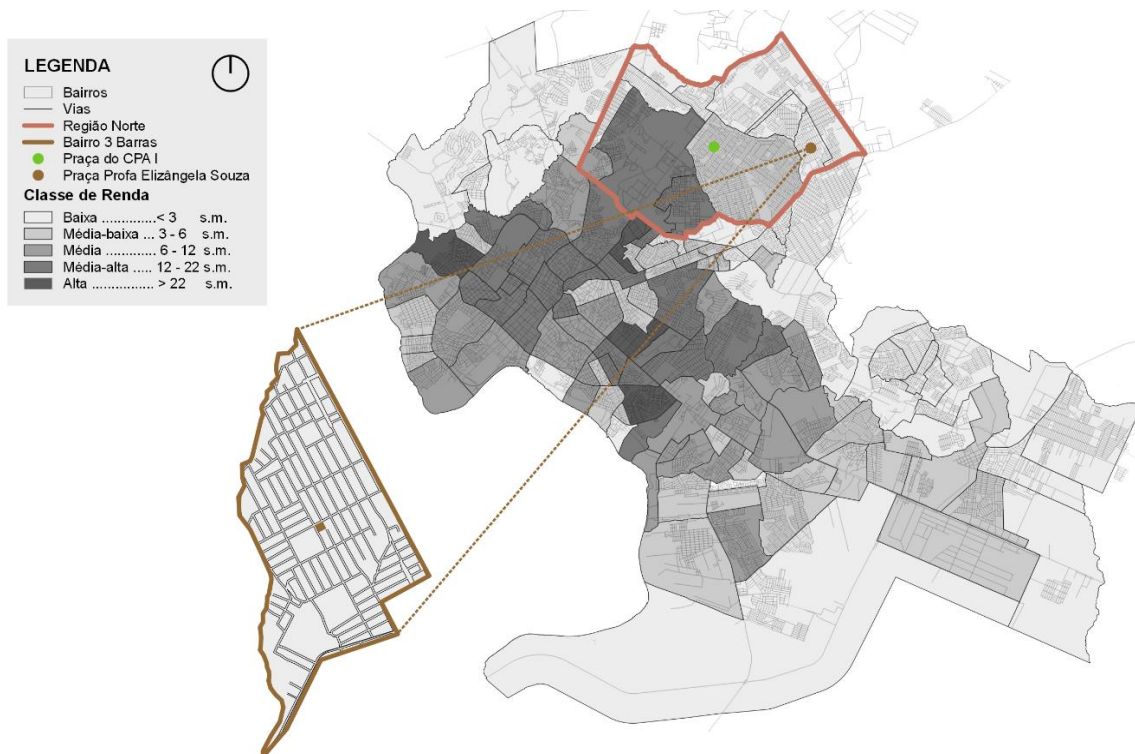 LEGENDA
Bairros
Vias
Região Norte
Bairro 3 Barras
Praça do CPA I
Praça Profa Elizângela Souza
Classe de Renda
Baixa ..............< 3 s.m.
Média-baixa ... 3 - 6 s.m.
Média ............. 6 - 12 s.m.
Média-alta ..... 12 - 22 s.m.
Alta ................ > 22 s.m.